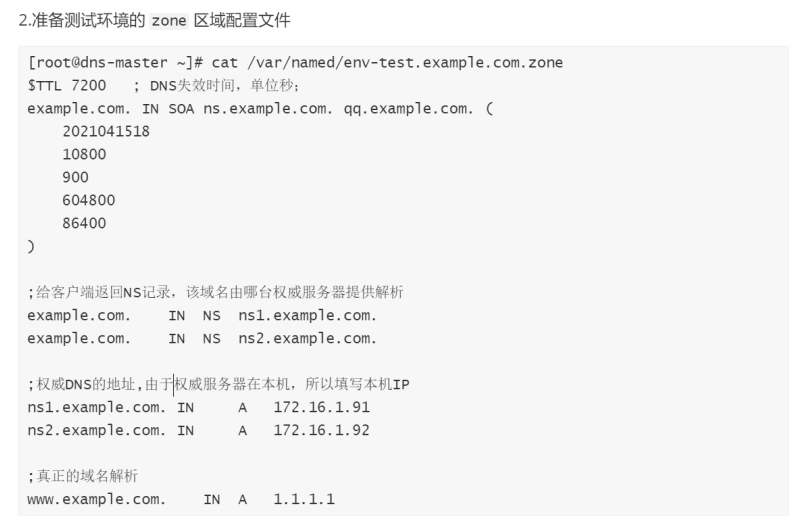 2.准备测试环境的 zone 区域配置文件
[root@dns-master ~]# cat /var/named/env-test.example.com.zone
$TTL 7200   ; DNS失效时间，单位秒；
example.com. IN SOA ns.example.com. qq.example.com. (
    2021041518
    10800
    900
    604800
    86400
)
;给客户端返回NS记录，该域名由哪台权威服务器提供解析
example.com.    IN  NS  ns1.example.com.
example.com.    IN  NS  ns2.example.com.
;权威DNS的地址,由于权威服务器在本机，所以填写本机IP
ns1.example.com. IN     A   172.16.1.91
ns2.example.com. IN     A   172.16.1.92
;真正的域名解析
www.example.com.    IN  A   1.1.1.1